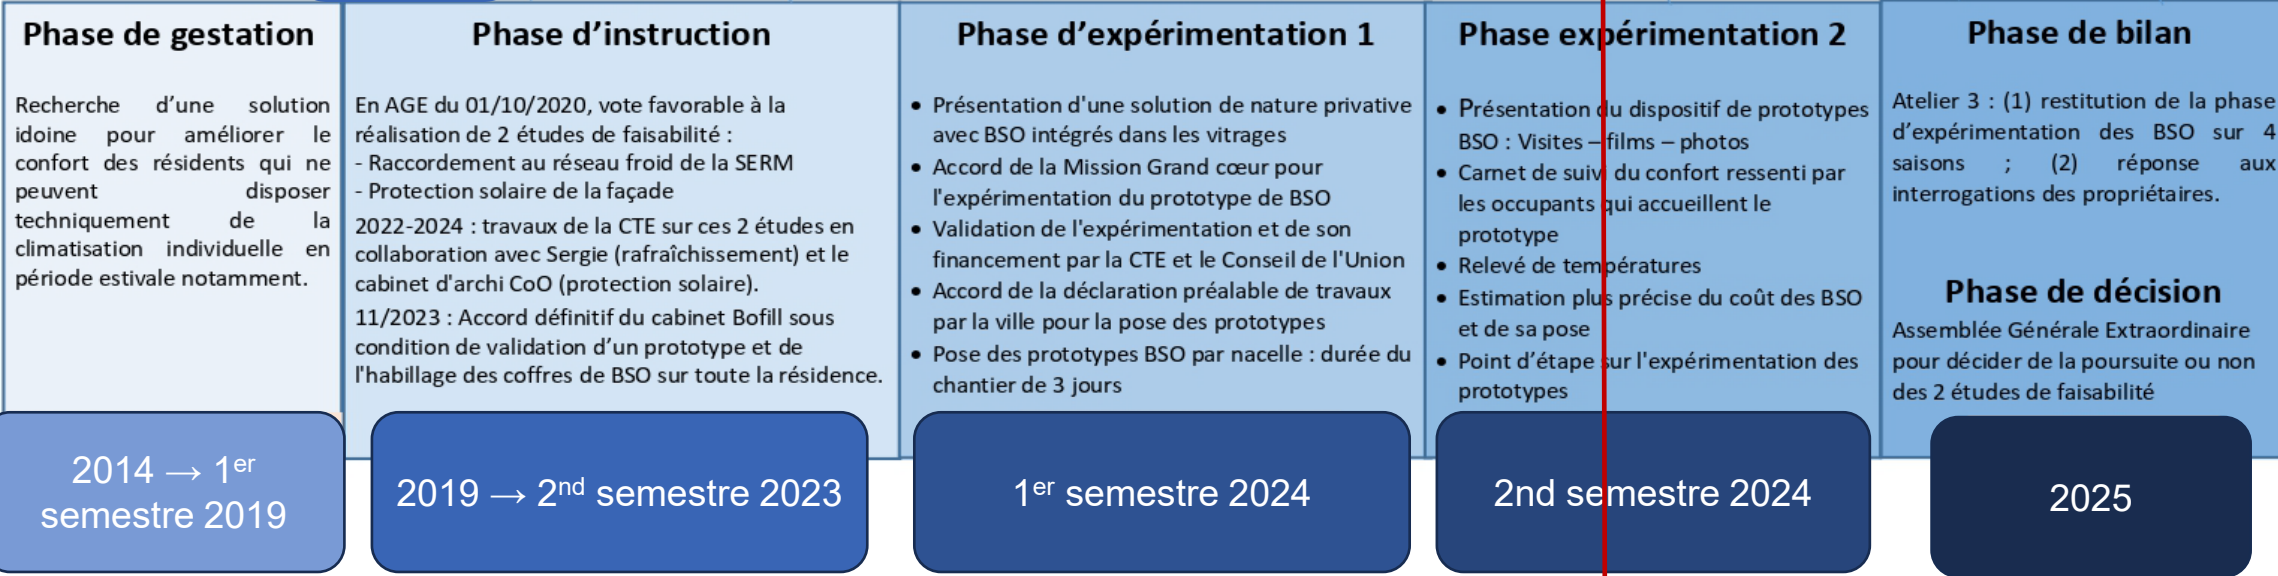 Phase de gestation
Recherche d’une solution
idoine pour améliorer le
confort des résidents qui ne
peuvent disposer
techniquement de la
climatisation individuelle en
période estivale notamment.
2014 → 1er
semestre 2019
Phase d’instruction
En AGE du 01/10/2020, vote favorable à la
réalisation de 2 études de faisabilité :
- Raccordement au réseau froid de la SERM
- Protection solaire de la façade
2022-2024 : travaux de la CTE sur ces 2 études en
collaboration avec Sergie (rafraîchissement) et le
cabinet d'archi CoO (protection solaire).
11/2023 : Accord définitif du cabinet Bofill sous
condition de validation d’un prototype et de
l'habillage des coffres de BSO sur toute la résidence.
2019 → 2nd semestre 2023
Phase d’expérimentation 1
• Présentation d'une solution de nature privative
avec BSO intégrés dans les vitrages
• Accord de la Mission Grand cœur pour
l'expérimentation du prototype de BSO
• Validation de l'expérimentation et de son
financement par la CTE et le Conseil de l'Union
• Accord de la déclaration préalable de travaux
par la ville pour la pose des prototypes
• Pose des prototypes BSO par nacelle : durée du
chantier de 3 jours
1er semestre 2024
Phase expérimentation 2
• Présentation du dispositif de prototypes
BSO : Visites – films – photos
• Carnet de suivi du confort ressenti par
les occupants qui accueillent le
prototype
• Relevé de températures
• Estimation plus précise du coût des BSO
et de sa pose
• Point d’étape sur l'expérimentation des
prototypes
2nd semestre 2024
Phase de bilan
Atelier 3 : (1) restitution de la phase
d’expérimentation des BSO sur 4
saisons ; (2) réponse aux
interrogations des propriétaires.
Phase de décision
Assemblée Générale Extraordinaire
pour décider de la poursuite ou non
des 2 études de faisabilité
2025